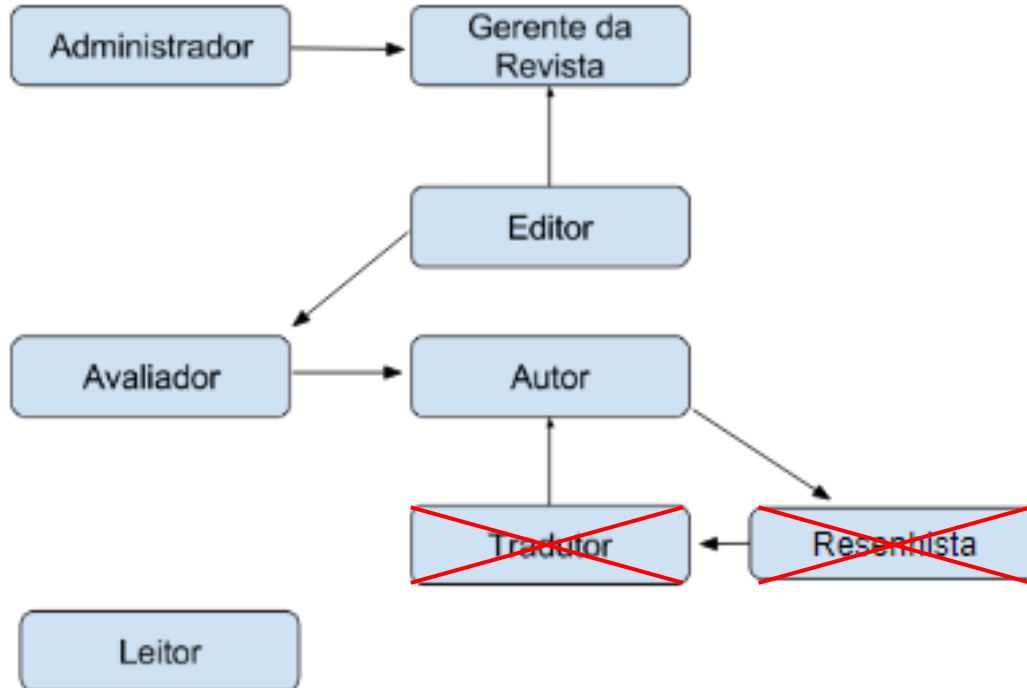 Administrador
Gerente da
Revista
Editor
Avaliador
Autor
Tradutor
Resenhista
Leitor